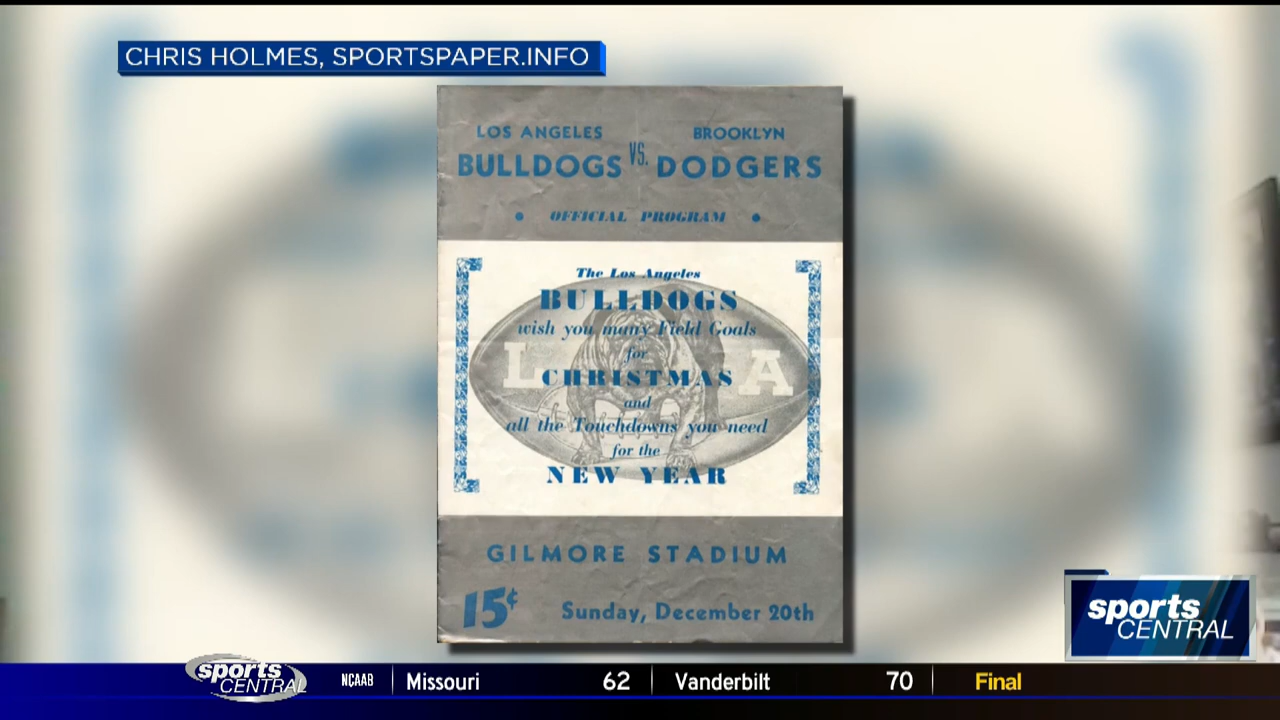 CHRIS HOLMES, SPORTSPAPER.INFO
LOS ANGELES
BULLDOGS
VS.
BROOKLYN
DODGERS
• OFFICIAL PROGRAM •
The Los Angeles
BULLDOGS
wish you many Field Goals
for
L A
CHRISTMAS
and
all the Touchdowns you need
for the
NEW YEAR
GILMORE STADIUM
15¢ Sunday, December 20th
sports
CENTRAL
sports
CENTRAL
NCAAB Missouri 62 Vanderbilt 70 Final